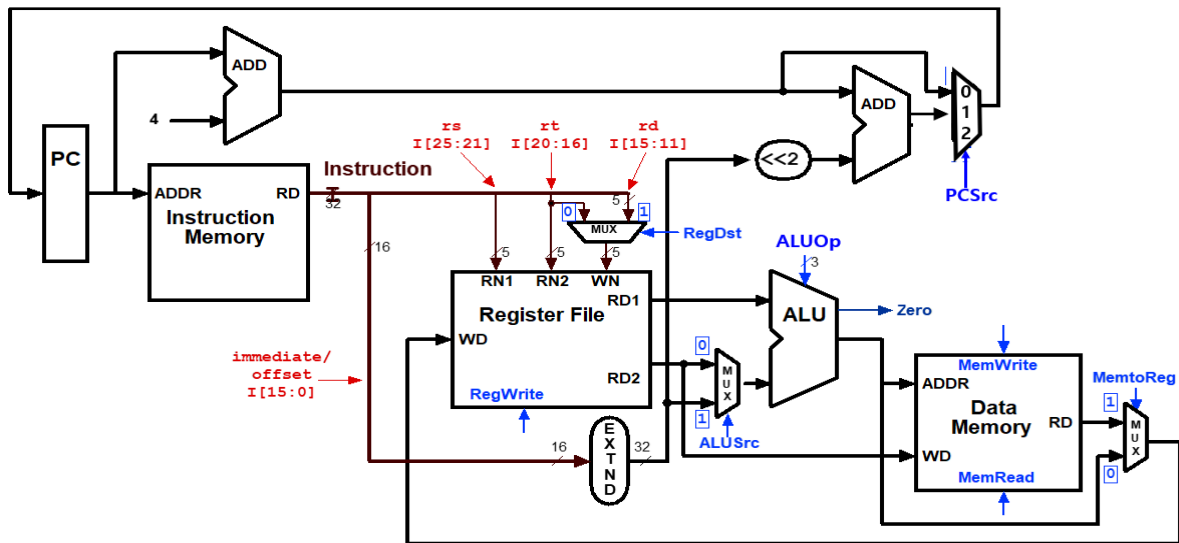 ADD
4
PC
ADDR
RD
Instruction
Memory
Instruction
32
16
rs
I[25:21]
rt
I[20:16]
rd
I[15:11]
5
0
1
MUX
RegDst
5
5
5
RN1
RN2
WN
Register File
RD1
RD2
WD
RegWrite
immediate/
offset
I[15:0]
16
EXTND
32
<<2
ADD
0
1
2
PCSrc
ALUOp
3
ALU
Zero
0
MUX
1
ALUSrc
MemWrite
ADDR
Data
Memory
RD
WD
MemRead
MemtoReg
1
MUX
0